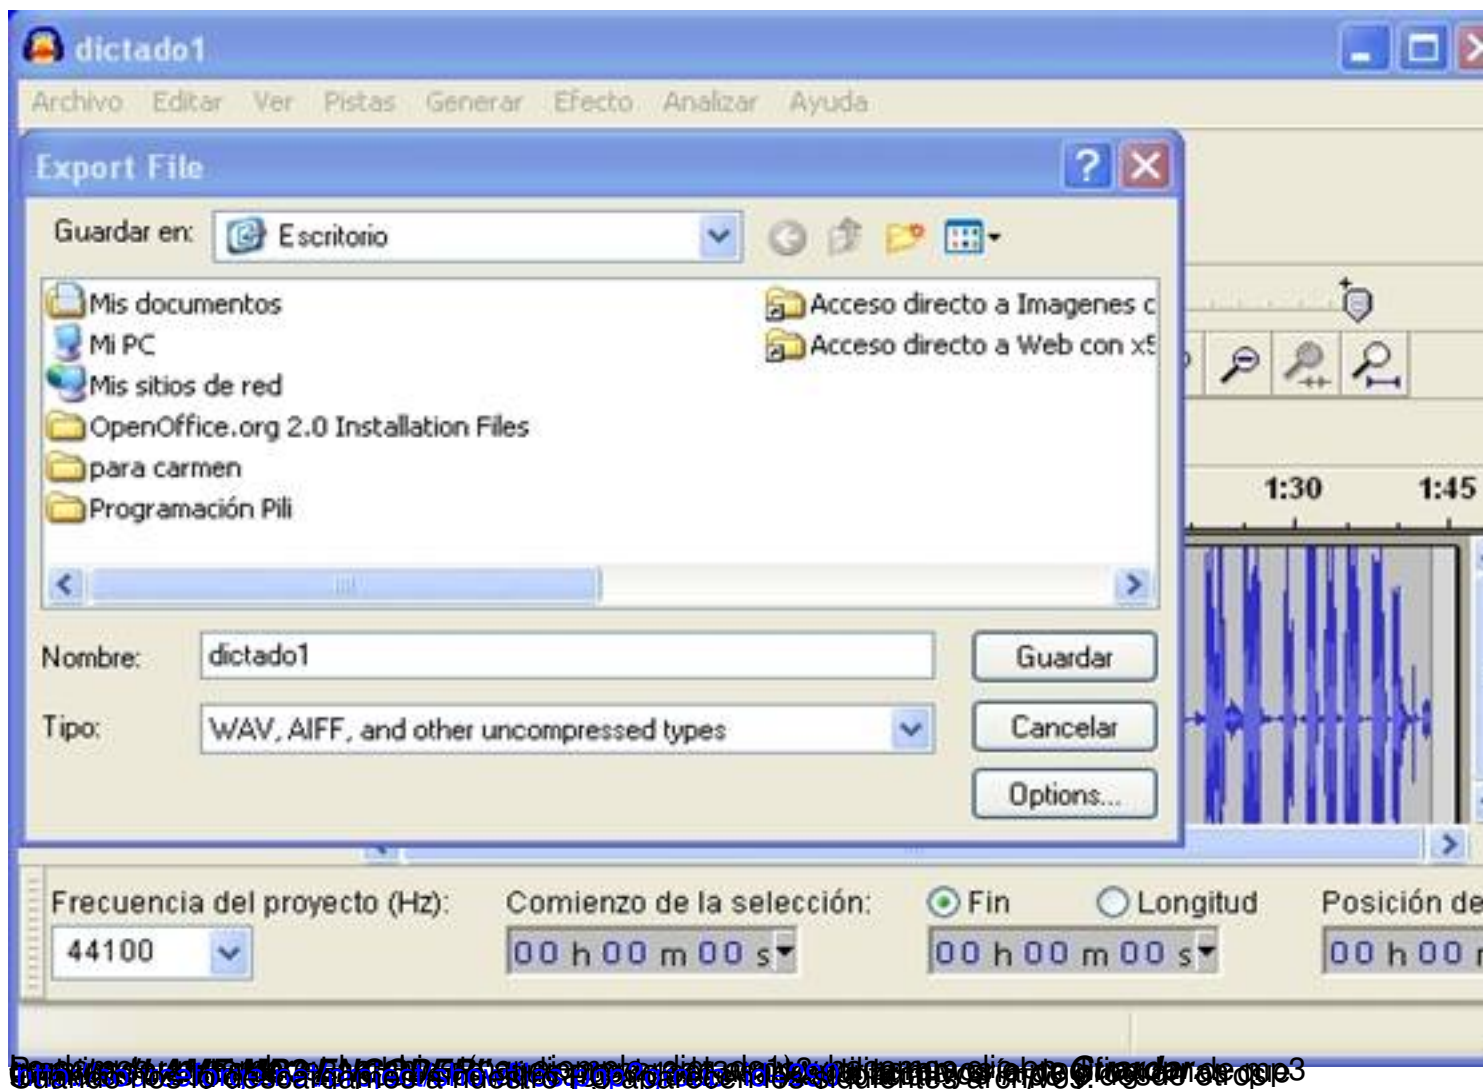 dictado1
Archivo Editar Ver Pistas Generar Efecto Analizar Ayuda
Export File
Guardar en: Escritorio
Mis documentos
Mi PC
Mis sitios de red
OpenOffice.org 2.0 Installation Files
para carmen
Programación Pili
Acceso directo a Imagenes c
Acceso directo a Web con x5
1:30 1:45
Nombre: dictado1 Guardar
Tipo: WAV, AIFF, and other uncompressed types Cancelar
Options...
Frecuencia del proyecto (Hz): Comienzo de la selección: Fin Longitud Posición de
44100 00 h 00 m 00 s 00 h 00 m 00 s 00 h 00